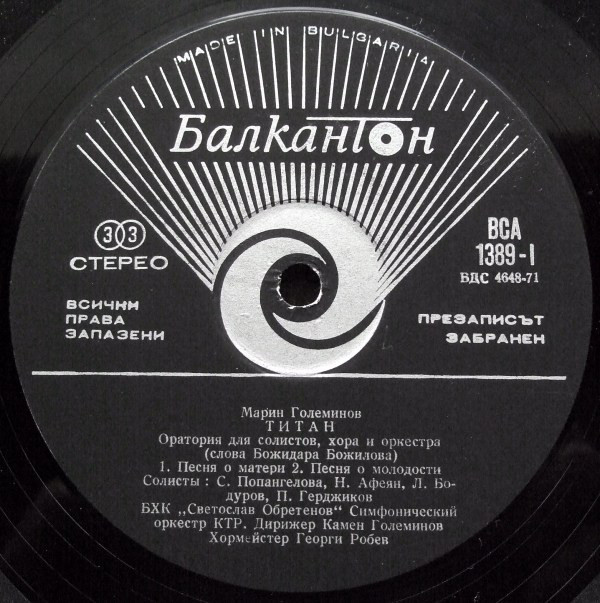 MADE IN BULGARIA
Балкантон
33
СТЕРЕО
ВСИЧКИ
ПРАВА
ЗАПАЗЕНИ
ВСА
1389-I
ВДС 4648-71
ПРЕЗАПИСЪТ
ЗАБРАНЕН
Марин Големинов
ТИТАН
Оратория для солистов, хора и оркестра
(слова Божидара Божилова)
1. Песня о матери 2. Песня о молодости
Солисты : С. Попангелова, Н. Афеян, Л. Бо-
дуров, П. Герджиков
БХК „Светослав Обретенов“ Симфонический
оркестр КТР. Дирижер Камен Големинов
Хормейстер Георги Робев